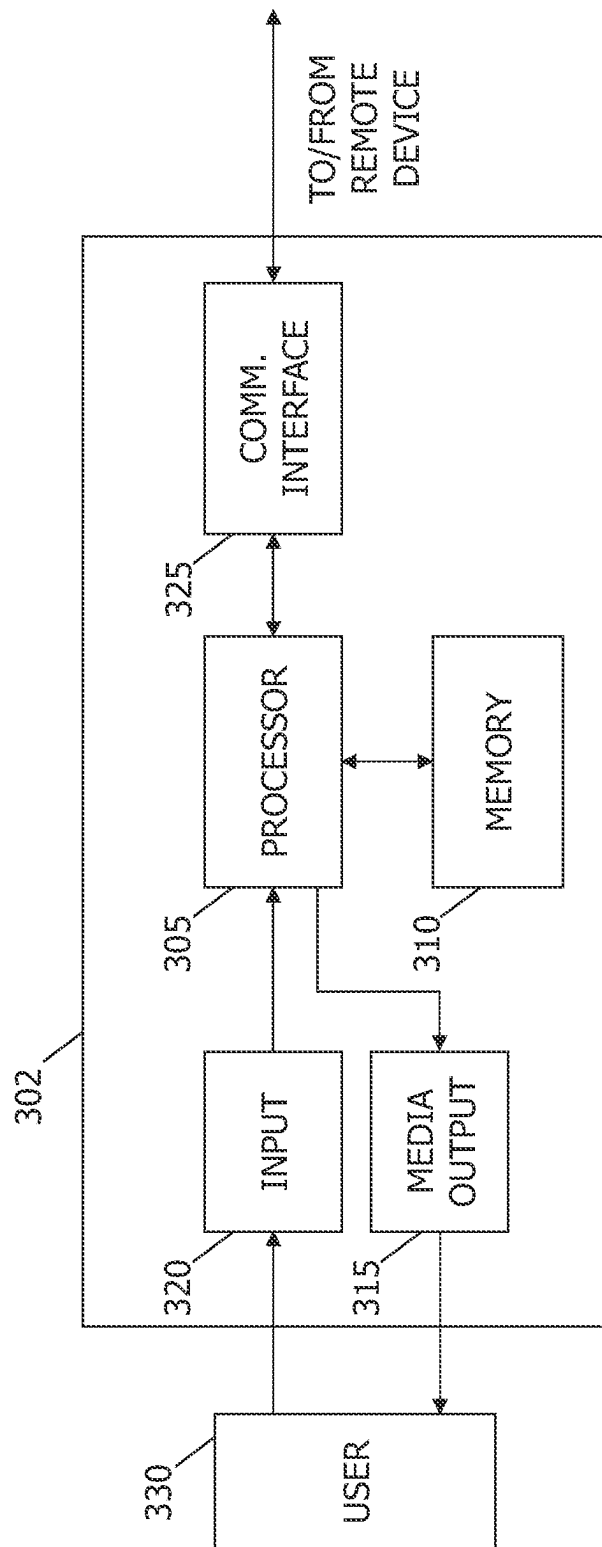 302
330
USER
320
INPUT
315
MEDIA
OUTPUT
305
PROCESSOR
310
MEMORY
325
COMM.
INTERFACE
TO/FROM
REMOTE
DEVICE